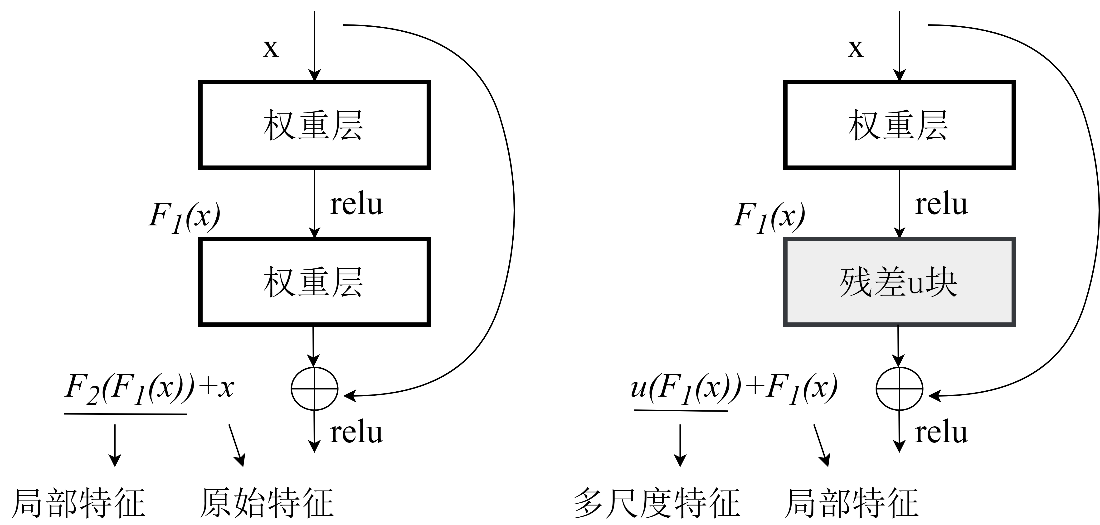 x
权重层
relu
F1(x)
权重层
F2(F1(x))+x
relu
局部特征
原始特征
x
权重层
relu
F1(x)
残差u块
u(F1(x))+F1(x)
relu
多尺度特征
局部特征